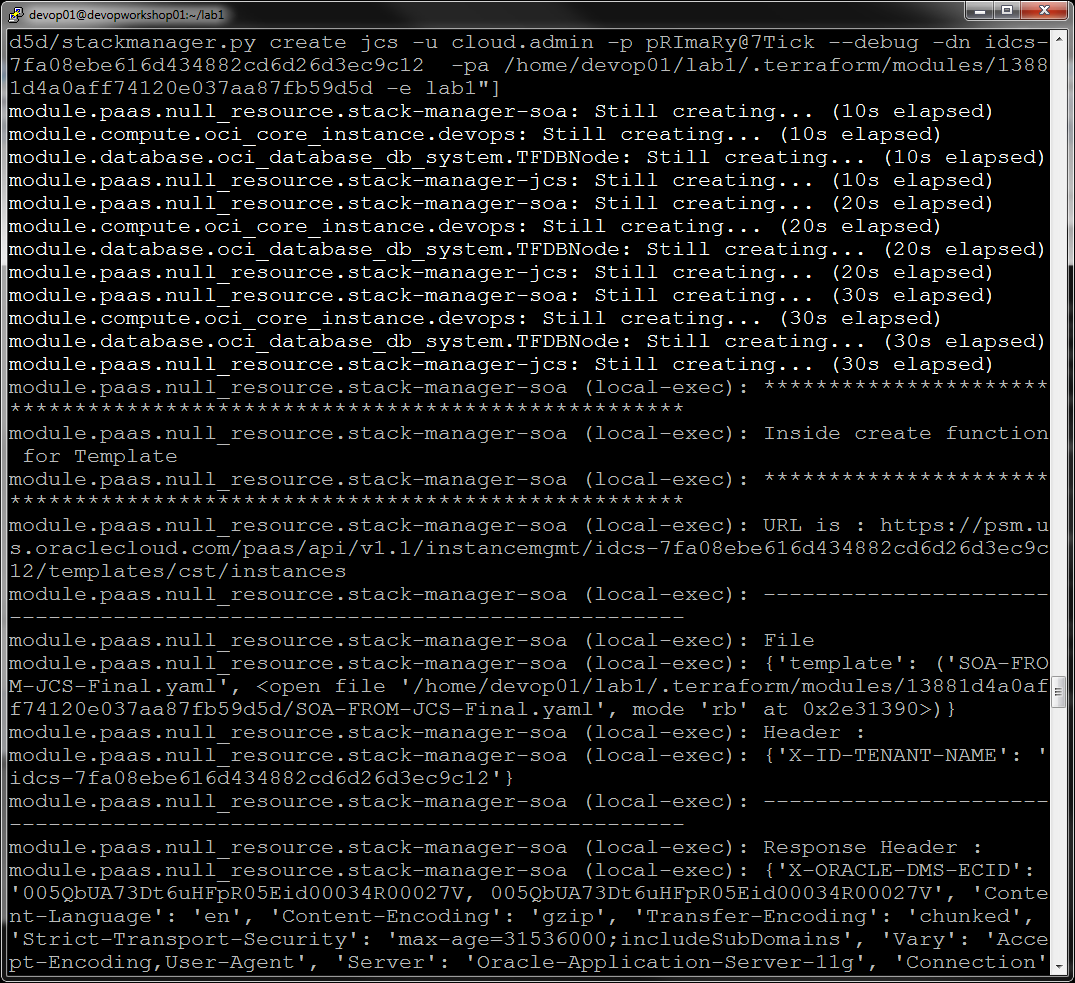 devop01@devopworkshop01:~/lab1
d5d/stackmanager.py create jcs -u cloud.admin -p pRImaRy@7Tick --debug -dn idcs-
7fa08ebe616d434882cd6d26d3ec9c12  -pa /home/devop01/lab1/.terraform/modules/1388
1d4a0aff74120e037aa87fb59d5d -e lab1"]
module.paas.null_resource.stack-manager-soa: Still creating... (10s elapsed)
module.compute.oci_core_instance.devops: Still creating... (10s elapsed)
module.database.oci_database_db_system.TFDBNode: Still creating... (10s elapsed)
module.paas.null_resource.stack-manager-jcs: Still creating... (10s elapsed)
module.paas.null_resource.stack-manager-soa: Still creating... (20s elapsed)
module.compute.oci_core_instance.devops: Still creating... (20s elapsed)
module.database.oci_database_db_system.TFDBNode: Still creating... (20s elapsed)
module.paas.null_resource.stack-manager-jcs: Still creating... (20s elapsed)
module.paas.null_resource.stack-manager-soa: Still creating... (30s elapsed)
module.compute.oci_core_instance.devops: Still creating... (30s elapsed)
module.database.oci_database_db_system.TFDBNode: Still creating... (30s elapsed)
module.paas.null_resource.stack-manager-jcs: Still creating... (30s elapsed)
module.paas.null_resource.stack-manager-soa (local-exec): **********************
****************************************************
module.paas.null_resource.stack-manager-soa (local-exec): Inside create function
 for Template
module.paas.null_resource.stack-manager-soa (local-exec): **********************
****************************************************
module.paas.null_resource.stack-manager-soa (local-exec): URL is : https://psm.u
s.oraclecloud.com/paas/api/v1.1/instancemgmt/idcs-7fa08ebe616d434882cd6d26d3ec9c
12/templates/cst/instances
module.paas.null_resource.stack-manager-soa (local-exec): ----------------------
----------------------------------------------------
module.paas.null_resource.stack-manager-soa (local-exec): File
module.paas.null_resource.stack-manager-soa (local-exec): {'template': ('SOA-FRO
M-JCS-Final.yaml', <open file '/home/devop01/lab1/.terraform/modules/13881d4a0af
f74120e037aa87fb59d5d/SOA-FROM-JCS-Final.yaml', mode 'rb' at 0x2e31390>)}
module.paas.null_resource.stack-manager-soa (local-exec): Header :
module.paas.null_resource.stack-manager-soa (local-exec): {'X-ID-TENANT-NAME': '
idcs-7fa08ebe616d434882cd6d26d3ec9c12'}
module.paas.null_resource.stack-manager-soa (local-exec): ----------------------
----------------------------------------------------
module.paas.null_resource.stack-manager-soa (local-exec): Response Header :
module.paas.null_resource.stack-manager-soa (local-exec): {'X-ORACLE-DMS-ECID':
'005QbUA73Dt6uHFpR05Eid00034R00027V, 005QbUA73Dt6uHFpR05Eid00034R00027V', 'Conte
nt-Language': 'en', 'Content-Encoding': 'gzip', 'Transfer-Encoding': 'chunked',
'Strict-Transport-Security': 'max-age=31536000;includeSubDomains', 'Vary': 'Acce
pt-Encoding,User-Agent', 'Server': 'Oracle-Application-Server-11g', 'Connection'